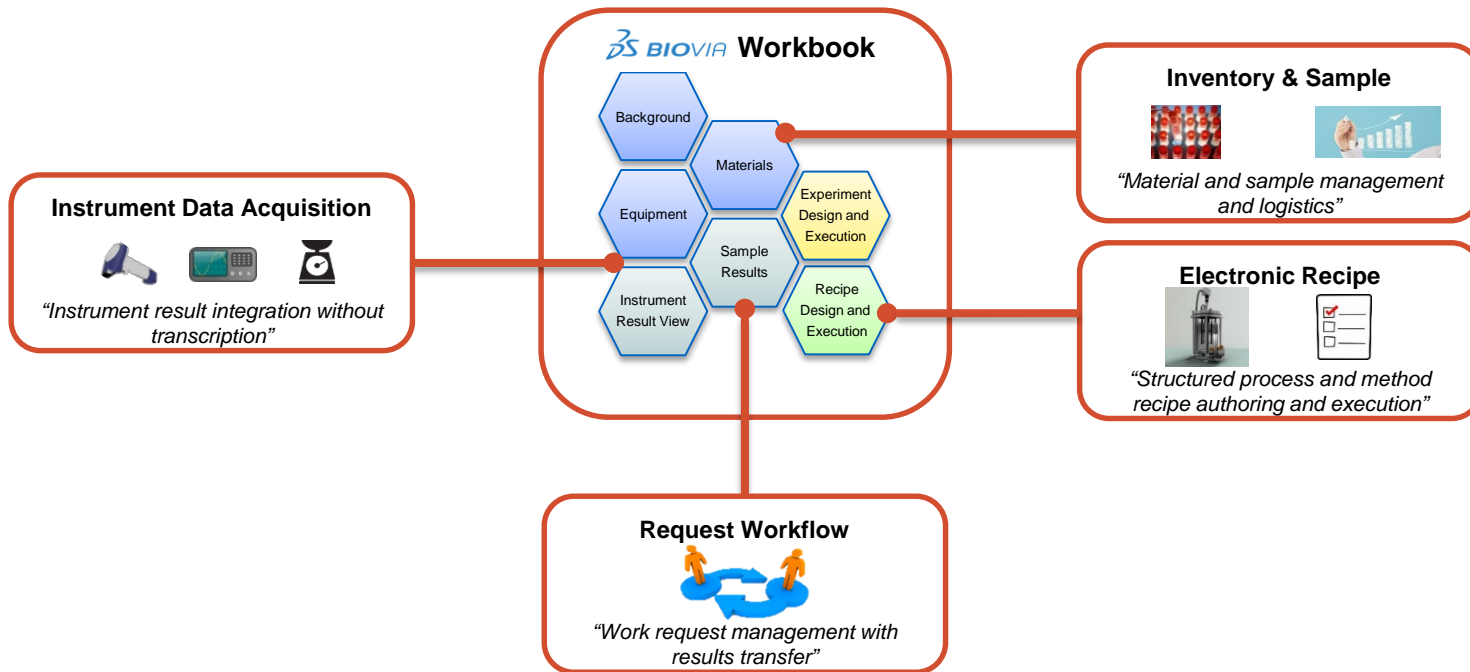 3S BIOVIA Workbook
Background
Materials
Equipment
Experiment
Design and
Execution
Sample
Results
Instrument
Result View
Recipe
Design and
Execution
Instrument Data Acquisition
“Instrument result integration without
transcription”
Inventory & Sample
“Material and sample management
and logistics”
Electronic Recipe
“Structured process and method
recipe authoring and execution”
Request Workflow
“Work request management with
results transfer”